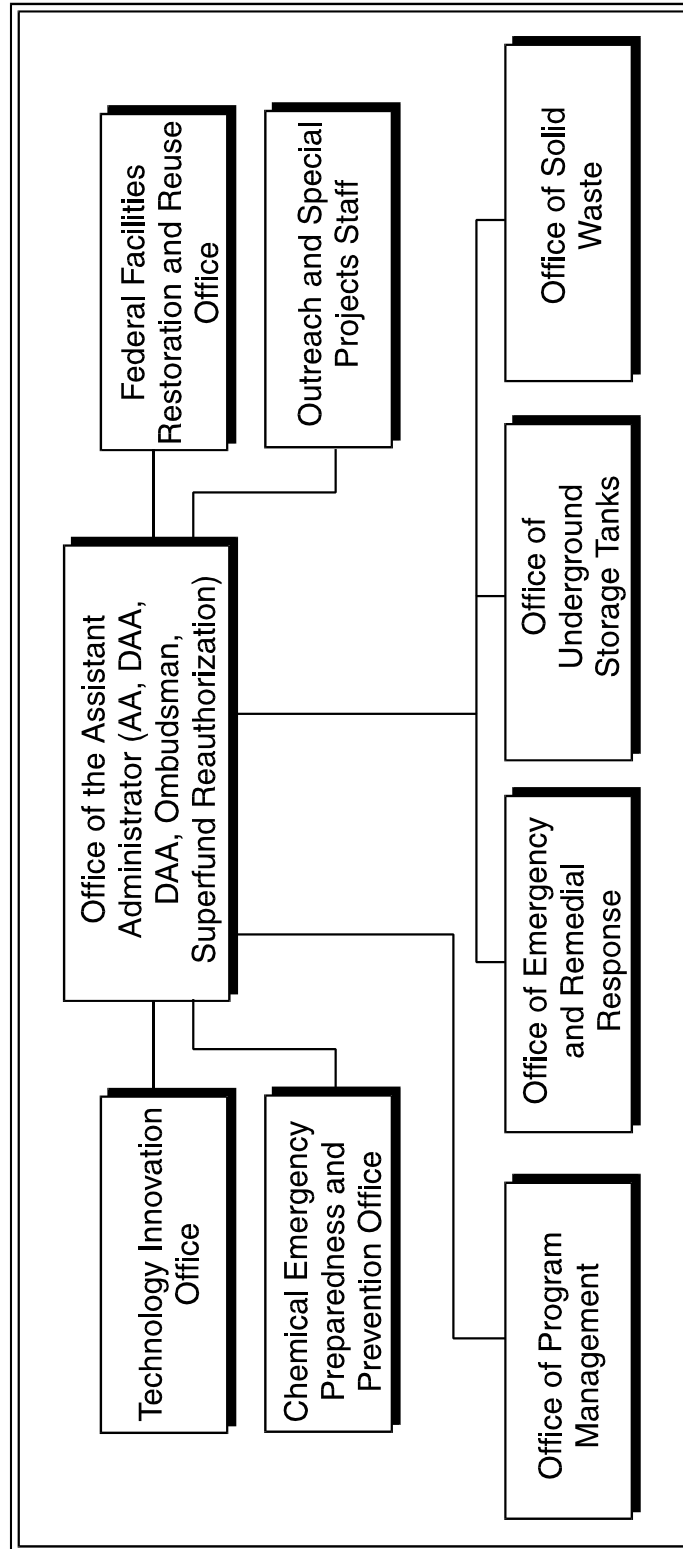 Office of the Assistant
Administrator (AA, DAA,
DAA, Ombudsman,
Superfund Reauthorization)
Technology Innovation
Office
Federal Facilities
Restoration and Reuse
Office
Chemical Emergency
Preparedness and
Prevention Office
Outreach and Special
Projects Staff
Office of Program
Management
Office of Emergency
and Remedial
Response
Office of
Underground
Storage Tanks
Office of Solid
Waste